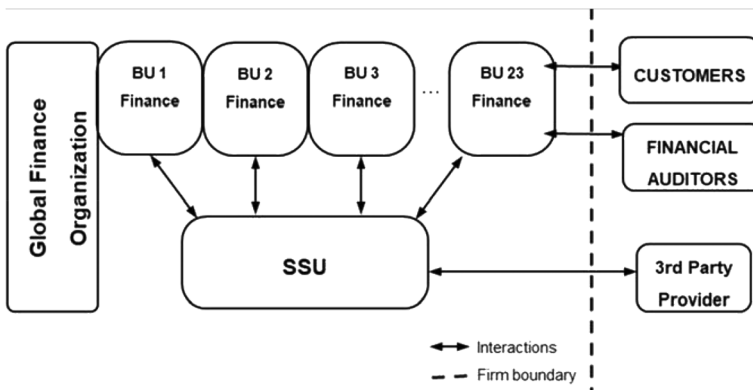 Global Finance
Organization
BU 1
Finance
BU 2
Finance
BU 3
Finance
...
BU 23
Finance
CUSTOMERS
FINANCIAL
AUDITORS
SSU
3rd Party
Provider
Interactions
Firm boundary